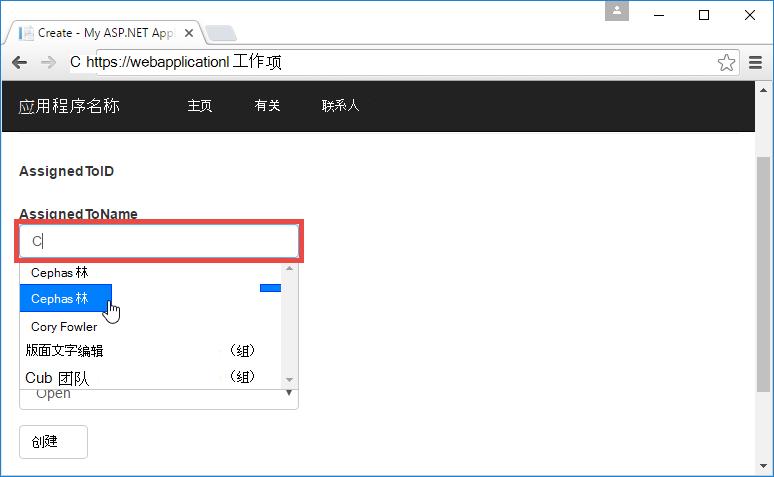 Create - My ASP.NET App
C https://webapplicationl 工作项
应用程序名称 主页 有关 联系人
AssignedToID
AssignedToName
C
Cephas 林
Cephas 林
Cory Fowler
版面文字编辑 （组）
Cub 团队 （组）
Open
创建